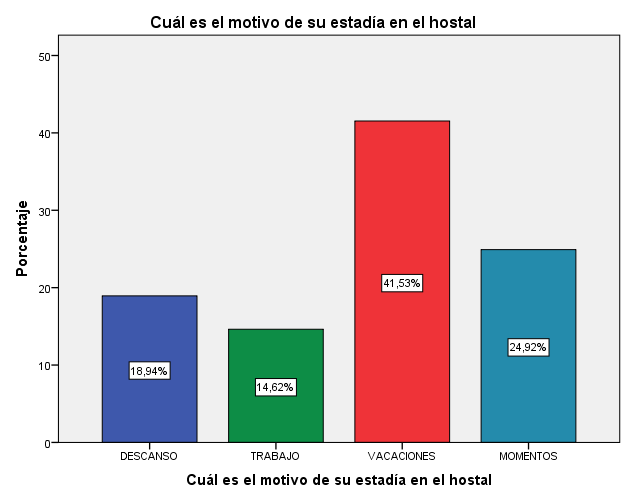 Cuál es el motivo de su estadía en el hostal
50
40
30
20
10
0
Porcentaje
18,94%
14,62%
41,53%
24,92%
DESCANSO
TRABAJO
VACACIONES
MOMENTOS
Cuál es el motivo de su estadía en el hostal